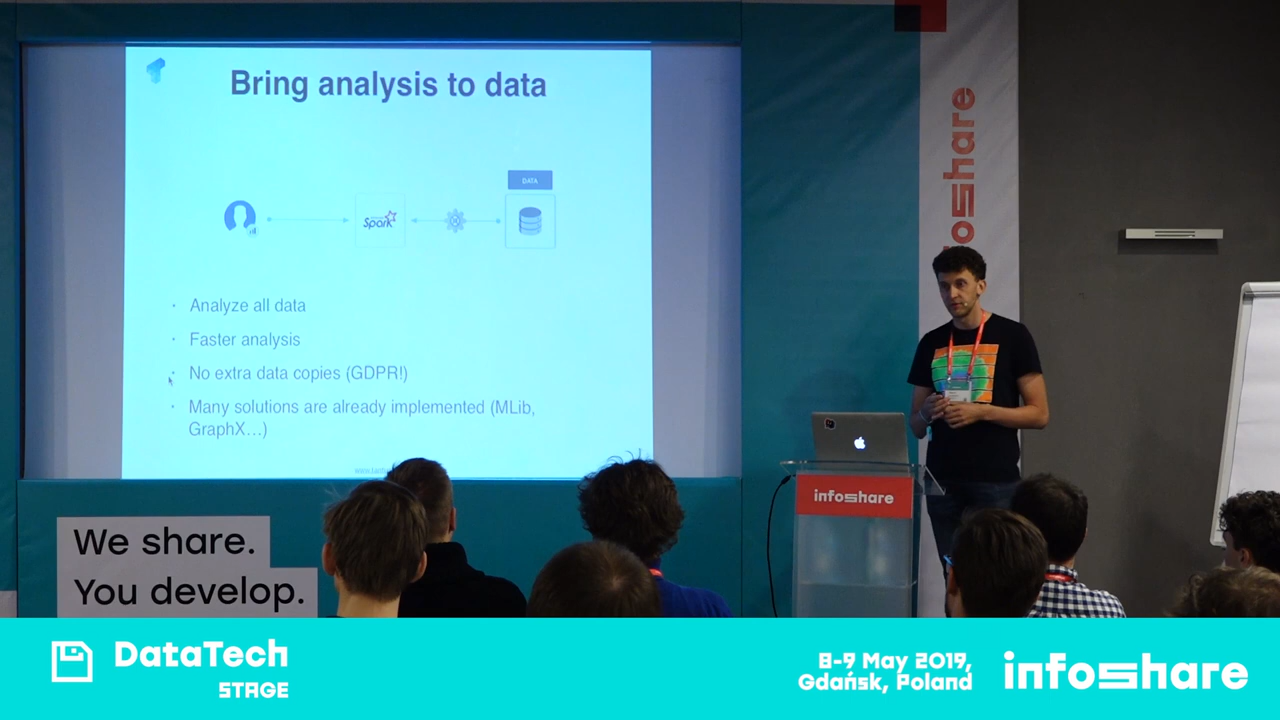 Bring analysis to data
DATA
Spark
· Analyze all data
· Faster analysis
· No extra data copies (GDPR!)
· Many solutions are already implemented (MLib,
GraphX...)
infoshare
infoshare
We share.
You develop.
DataTech
STAGE
8-9 May 2019,
Gdańsk, Poland
infoshare